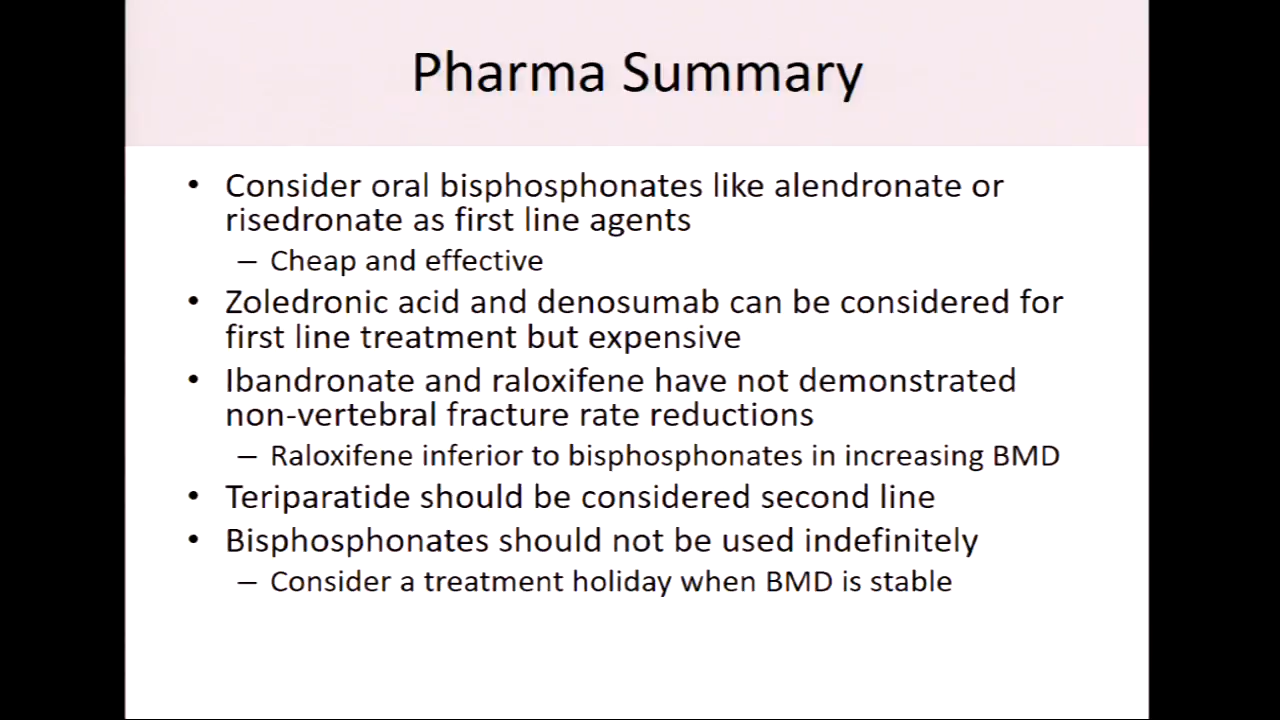 Pharma Summary
• Consider oral bisphosphonates like alendronate or
risedronate as first line agents
– Cheap and effective
• Zoledronic acid and denosumab can be considered for
first line treatment but expensive
• Ibandronate and raloxifene have not demonstrated
non-vertebral fracture rate reductions
– Raloxifene inferior to bisphosphonates in increasing BMD
• Teriparatide should be considered second line
• Bisphosphonates should not be used indefinitely
– Consider a treatment holiday when BMD is stable